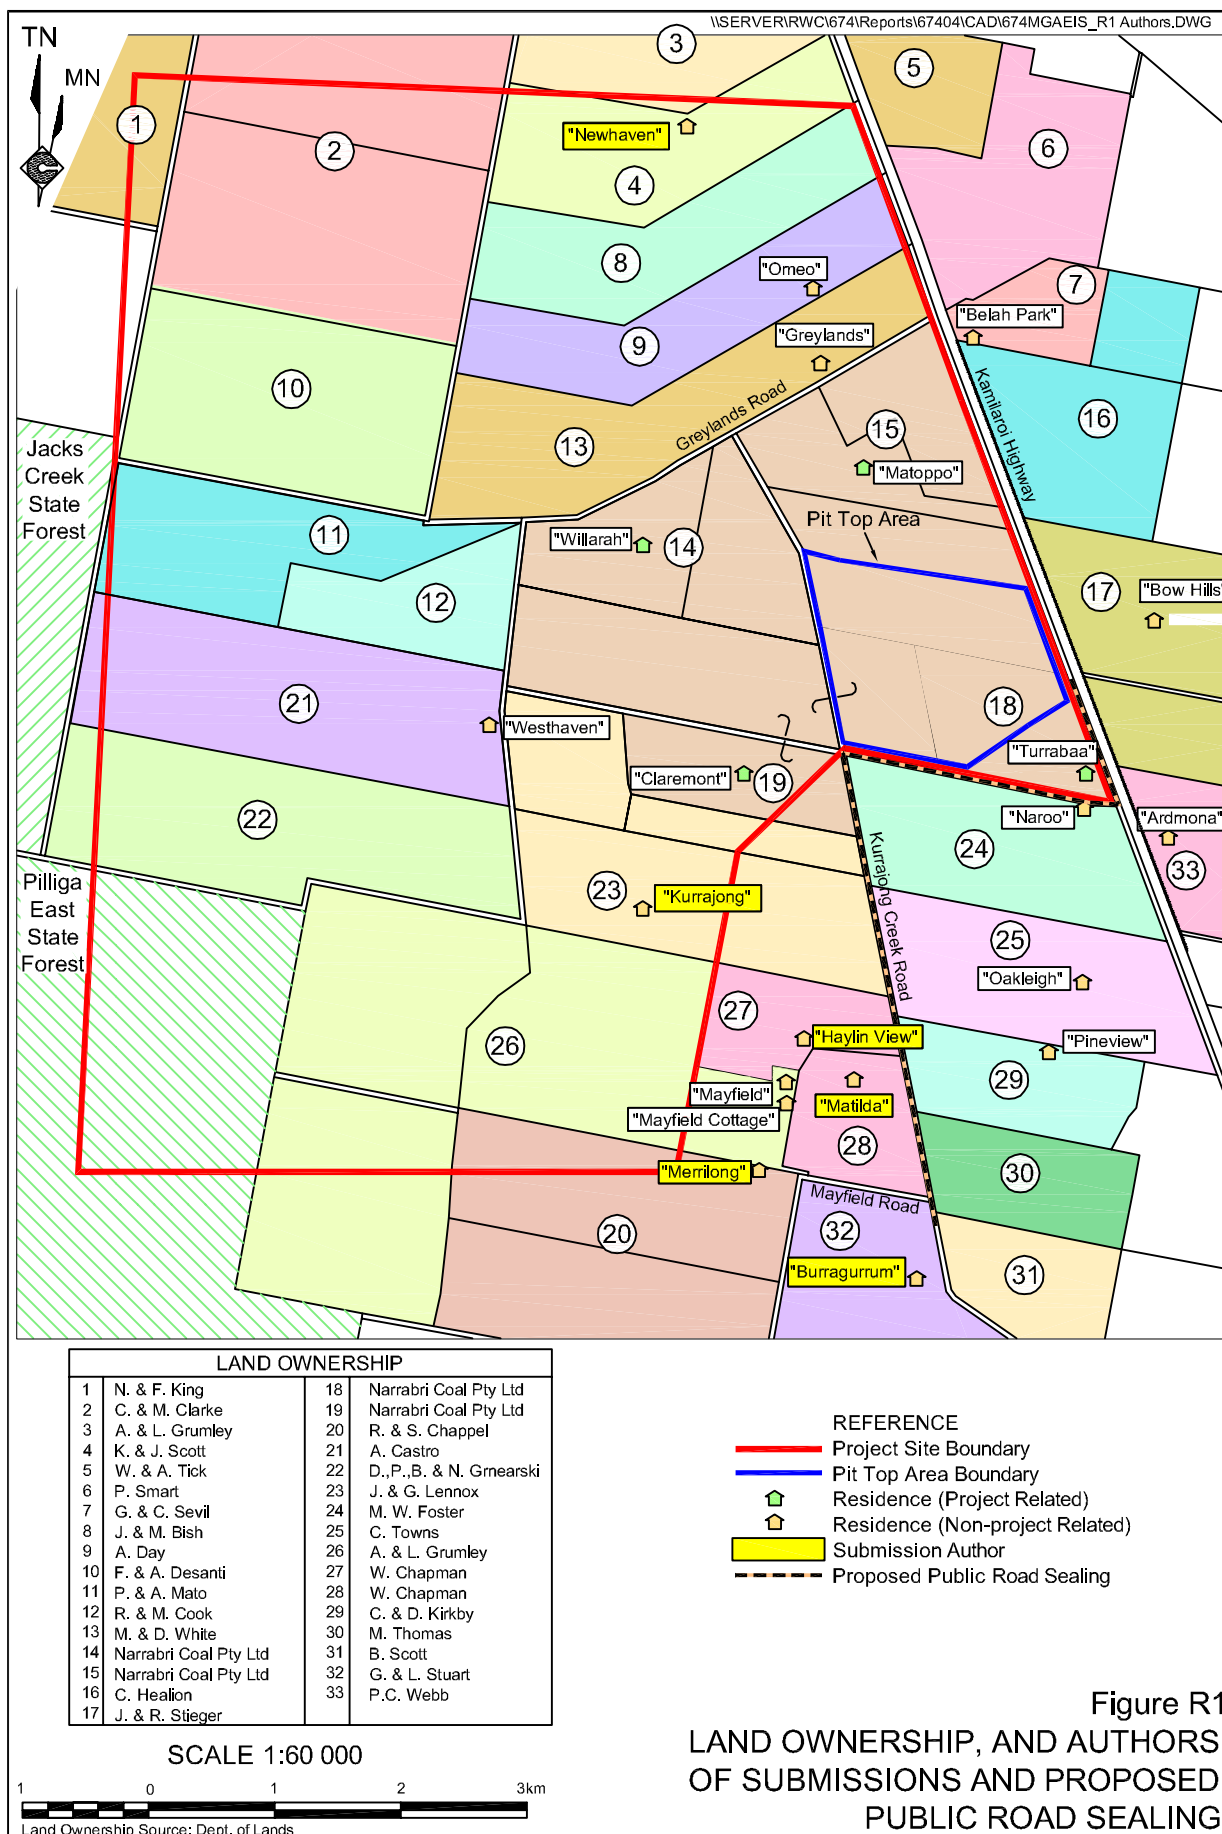 \\SERVER\RWC\674\Reports\67404\CAD\674MGAEIS_R1 Authors.DWG
TN
MN
3
5
1
2
"Newhaven"
6
4
8
"Omeo"
7
"Belah Park"
9
"Greylands"
10
Kamilaroi Highway
16
Greylands Road
15
13
Jacks
Creek
State
Forest
"Matoppo"
Pit Top Area
11
"Willarah"
14
12
17
"Bow Hills"
21
18
"Westhaven"
"Turrabaa"
"Claremont"
19
"Naroo"
"Ardmona"
22
24
Kurrajong Creek Road
33
Pilliga
East
State
Forest
23
"Kurrajong"
25
"Oakleigh"
27
26
"Haylin View"
"Pineview"
29
"Mayfield"
"Matilda"
"Mayfield Cottage"
28
"Merrilong"
30
Mayfield Road
20
32
"Burragurrum"
31
LAND OWNERSHIP
1 N. & F. King 18 Narrabri Coal Pty Ltd
2 C. & M. Clarke 19 Narrabri Coal Pty Ltd
3 A. & L. Grumley 20 R. & S. Chappel
4 K. & J. Scott 21 A. Castro
5 W. & A. Tick 22 D.,P.,B. & N. Grnearski
6 P. Smart 23 J. & G. Lennox
7 G. & C. Sevil 24 M. W. Foster
8 J. & M. Bish 25 C. Towns
9 A. Day 26 A. & L. Grumley
10 F. & A. Desanti 27 W. Chapman
11 P. & A. Mato 28 W. Chapman
12 R. & M. Cook 29 C. & D. Kirkby
13 M. & D. White 30 M. Thomas
14 Narrabri Coal Pty Ltd 31 B. Scott
15 Narrabri Coal Pty Ltd 32 G. & L. Stuart
16 C. Healion 33 P.C. Webb
17 J. & R. Stieger
REFERENCE
Project Site Boundary
Pit Top Area Boundary
Residence (Project Related)
Residence (Non-project Related)
Submission Author
Proposed Public Road Sealing
SCALE 1:60 000
1 0 1 2 3km
Land Ownership Source: Dept. of Lands
Figure R1
LAND OWNERSHIP, AND AUTHORS
OF SUBMISSIONS AND PROPOSED
PUBLIC ROAD SEALING